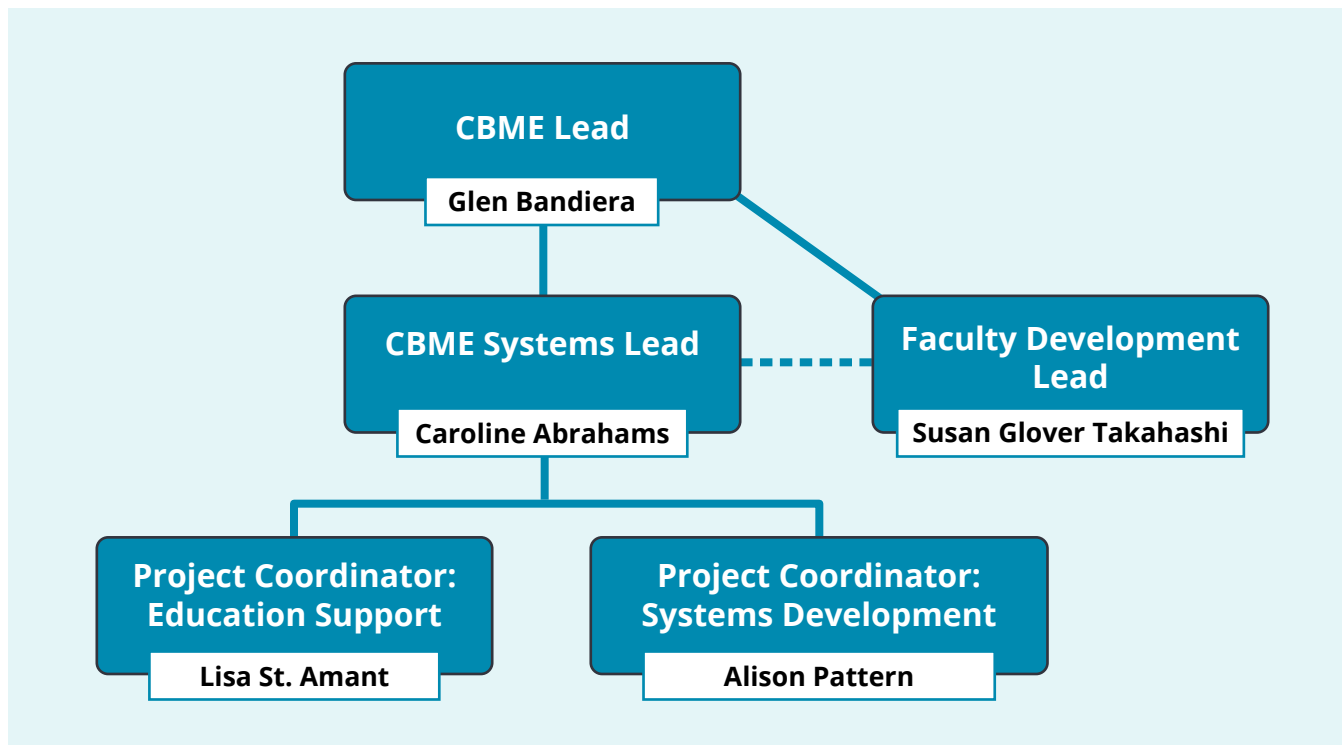 CBME Lead
Glen Bandiera
CBME Systems Lead
Caroline Abrahams
Faculty Development
Lead
Susan Glover Takahashi
Project Coordinator:
Education Support
Lisa St. Amant
Project Coordinator:
Systems Development
Alison Pattern